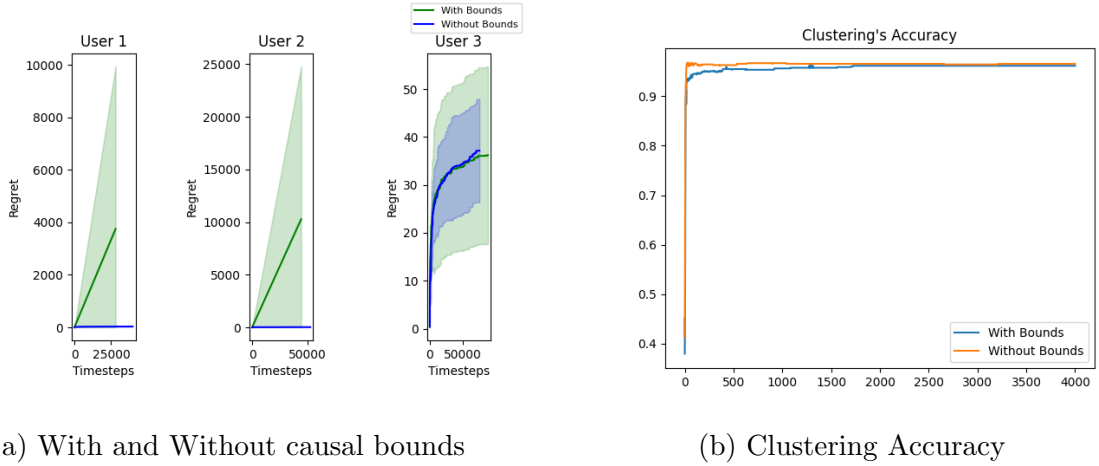 With Bounds
Without Bounds
User 1
User 2
User 3
10000
8000
6000
4000
2000
0
Regret
0
25000
Timesteps
25000
20000
15000
10000
5000
0
Regret
0
50000
Timesteps
50
40
30
20
10
0
Regret
0
50000
Timesteps
Clustering's Accuracy
0.9
0.8
0.7
0.6
0.5
0.4
0
500
1000
1500
2000
2500
3000
3500
4000
With Bounds
Without Bounds
a) With and Without causal bounds
(b) Clustering Accuracy